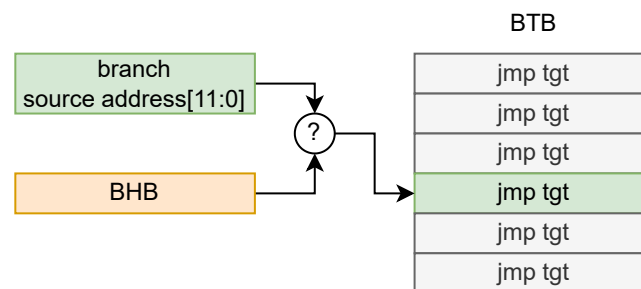 BTB
branch
source address[11:0]
?
BHB
jmp tgt
jmp tgt
jmp tgt
jmp tgt
jmp tgt
jmp tgt